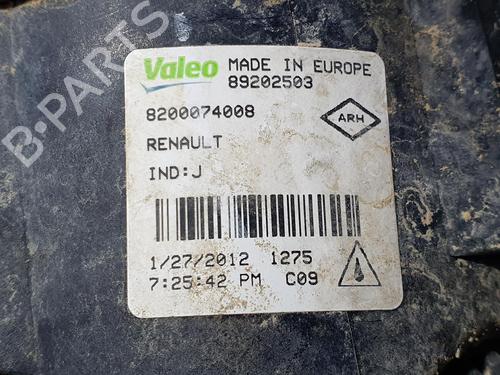 B-PARTS
Valeo MADE IN EUROPE
89202503
8200074008
ARH
RENAULT
IND:J
1/27/2012 1275
7:25:42 PM C09